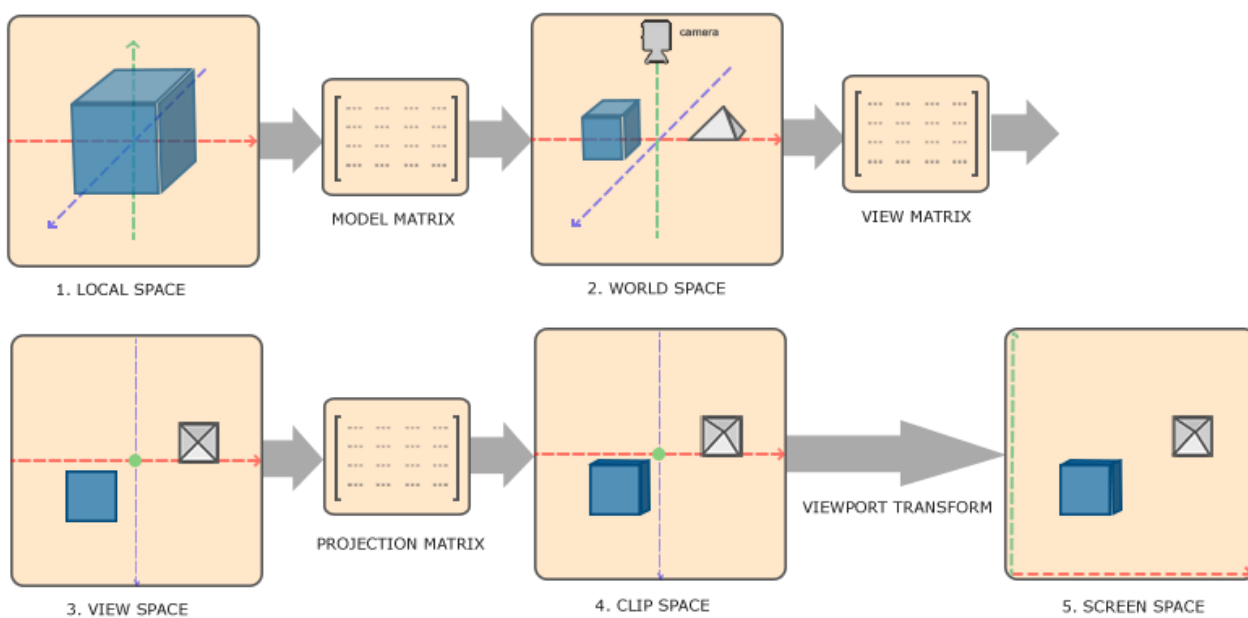 camera
MODEL MATRIX
VIEW MATRIX
1. LOCAL SPACE
2. WORLD SPACE
PROJECTION MATRIX
VIEWPORT TRANSFORM
3. VIEW SPACE
4. CLIP SPACE
5. SCREEN SPACE